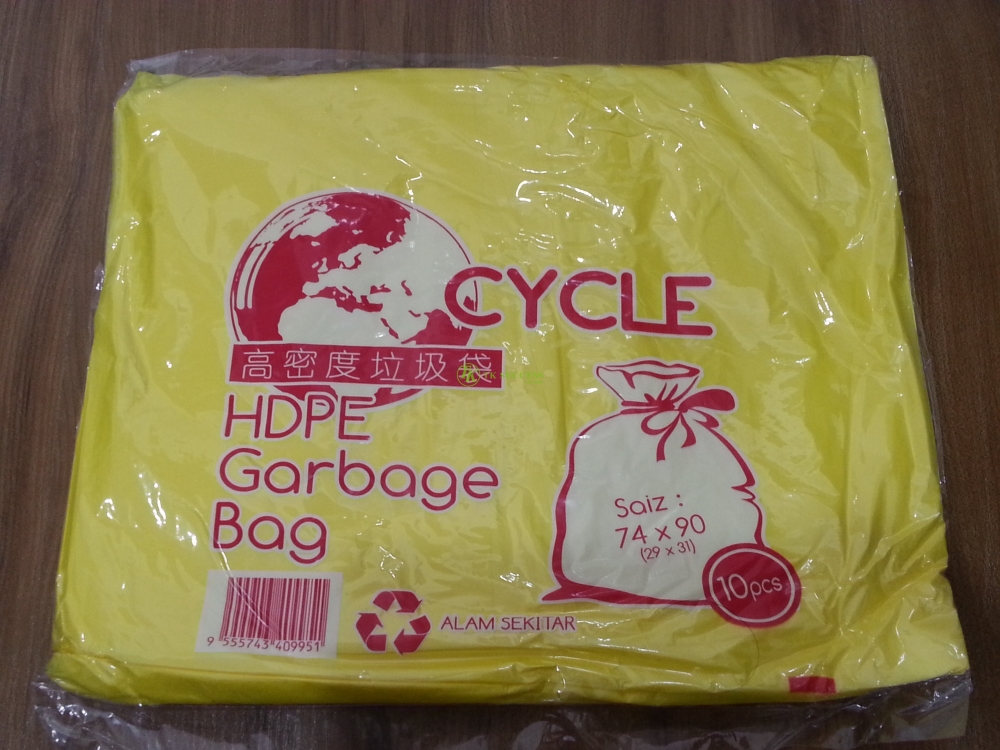 CYCLE
高密度垃圾袋
HDPE
Garbage
Bag
Saiz :
74 x 90
(29 x 31)
10pcs
9 555743 409951
ALAM SEKITAR